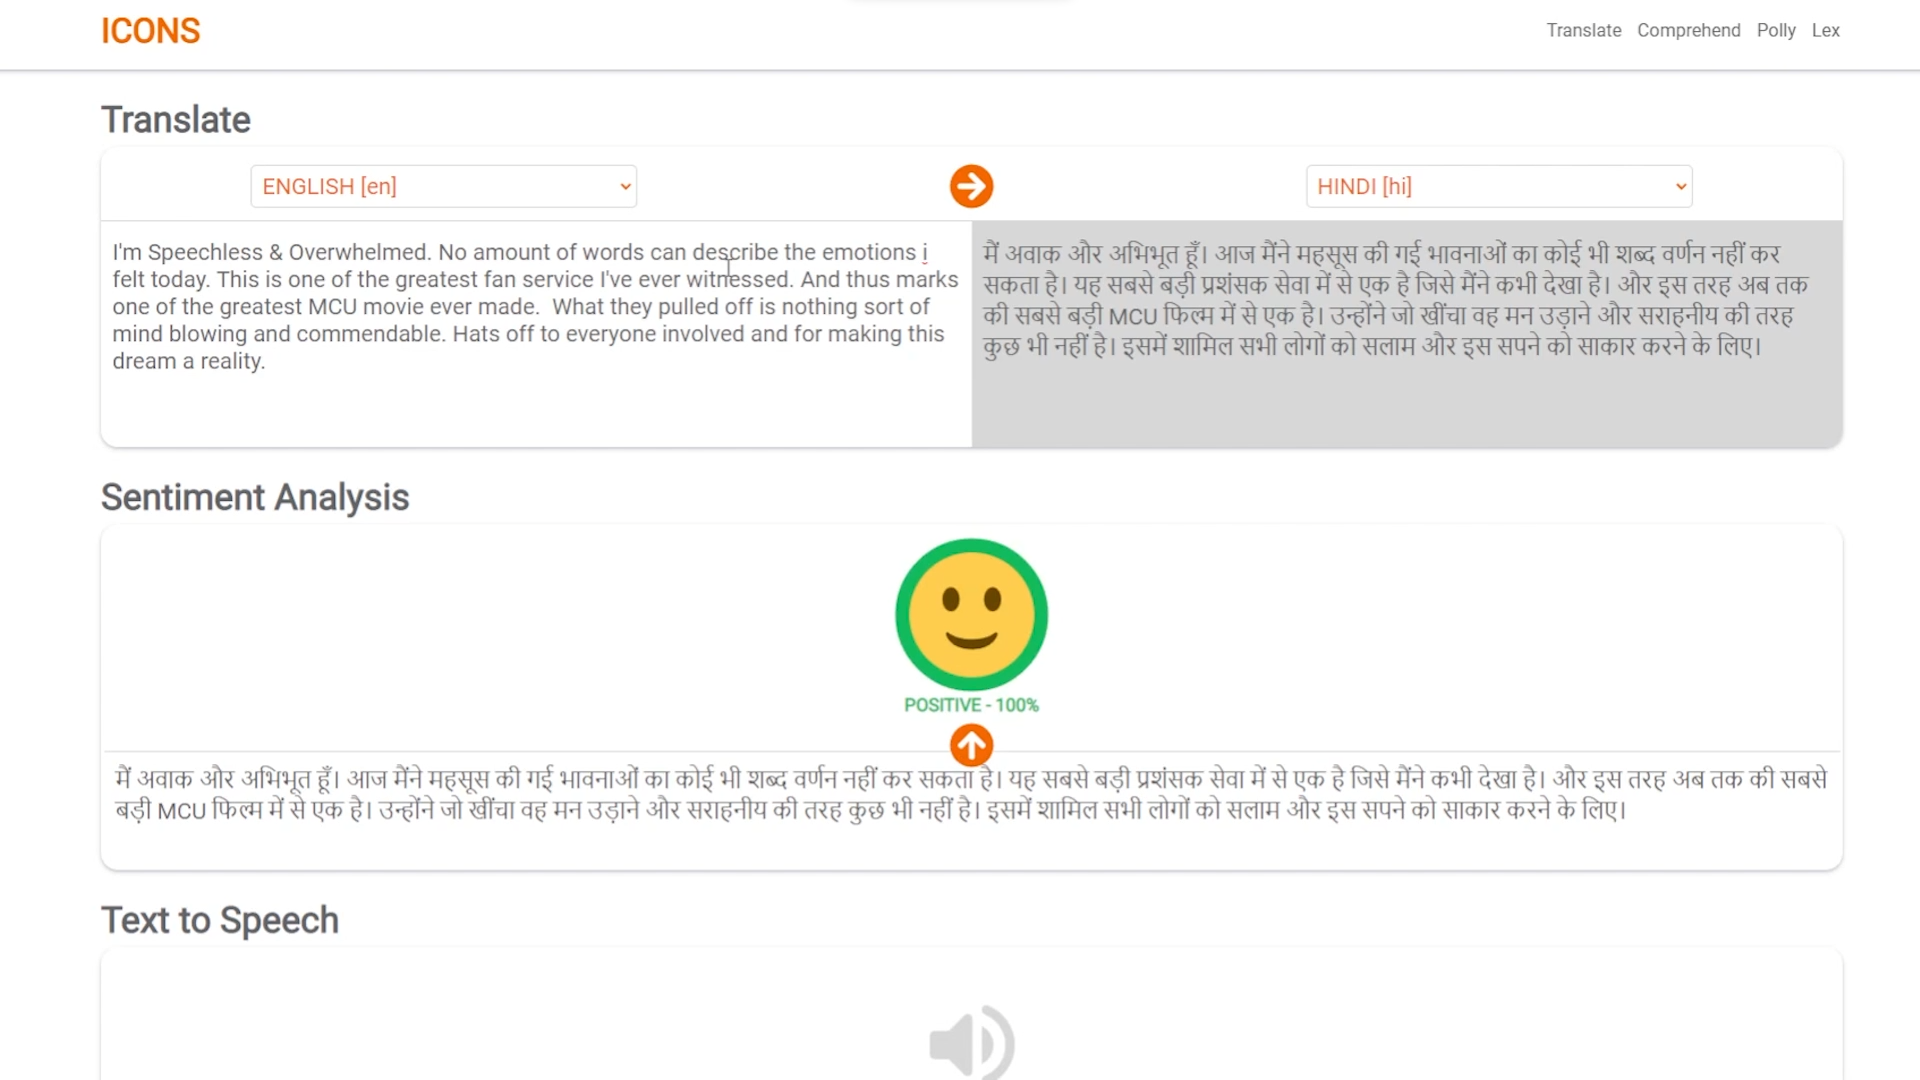 ICONS
Translate Comprehend Polly Lex
Translate
ENGLISH [en]
HINDI [hi]
I'm Speechless & Overwhelmed. No amount of words can describe the emotions i
felt today. This is one of the greatest fan service I've ever witnessed. And thus marks
one of the greatest MCU movie ever made.  What they pulled off is nothing sort of
mind blowing and commendable. Hats off to everyone involved and for making this
dream a reality.
मैं अवाक और अभिभूत हूँ। आज मैंने महसूस की गई भावनाओं का कोई भी शब्द वर्णन नहीं कर
सकता है। यह सबसे बड़ी प्रशंसक सेवा में से एक है जिसे मैंने कभी देखा है। और इस तरह अब तक
की सबसे बड़ी MCU फिल्म में से एक है। उन्होंने जो खींचा वह मन उड़ाने और सराहनीय की तरह
कुछ भी नहीं है। इसमें शामिल सभी लोगों को सलाम और इस सपने को साकार करने के लिए।
Sentiment Analysis
POSITIVE - 100%
मैं अवाक और अभिभूत हूँ। आज मैंने महसूस की गई भावनाओं का कोई भी शब्द वर्णन नहीं कर सकता है। यह सबसे बड़ी प्रशंसक सेवा में से एक है जिसे मैंने कभी देखा है। और इस तरह अब तक की सबसे
बड़ी MCU फिल्म में से एक है। उन्होंने जो खींचा वह मन उड़ाने और सराहनीय की तरह कुछ भी नहीं है। इसमें शामिल सभी लोगों को सलाम और इस सपने को साकार करने के लिए।
Text to Speech